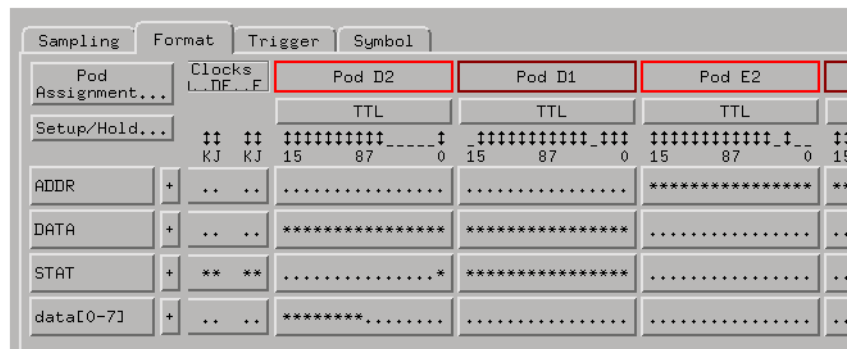 Sampling Format Trigger Symbol
Pod Assignment... Clocks Pod D2 Pod D1 Pod E2
TTL TTL TTL
Setup/Hold...
KJ KJ 15 87 0 15 87 0 15 87 0 15
ADDR + .. .. ................ ................ **************** **
DATA + .. .. **************** **************** ................ ..
STAT + ** ** ...............* **************** ................ ..
data[0-7] + .. .. ********........ ................ ................ ..